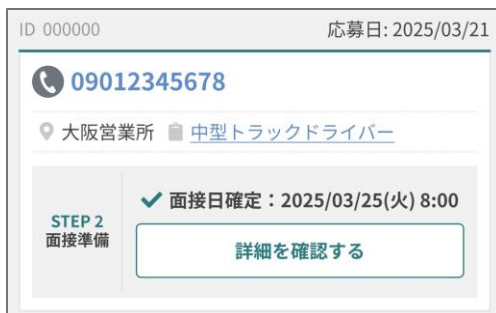 ID 000000 応募日: 2025/03/21
09012345678
大阪営業所 中型トラックドライバー
STEP 2
面接準備
面接日確定：2025/03/25(火) 8:00
詳細を確認する